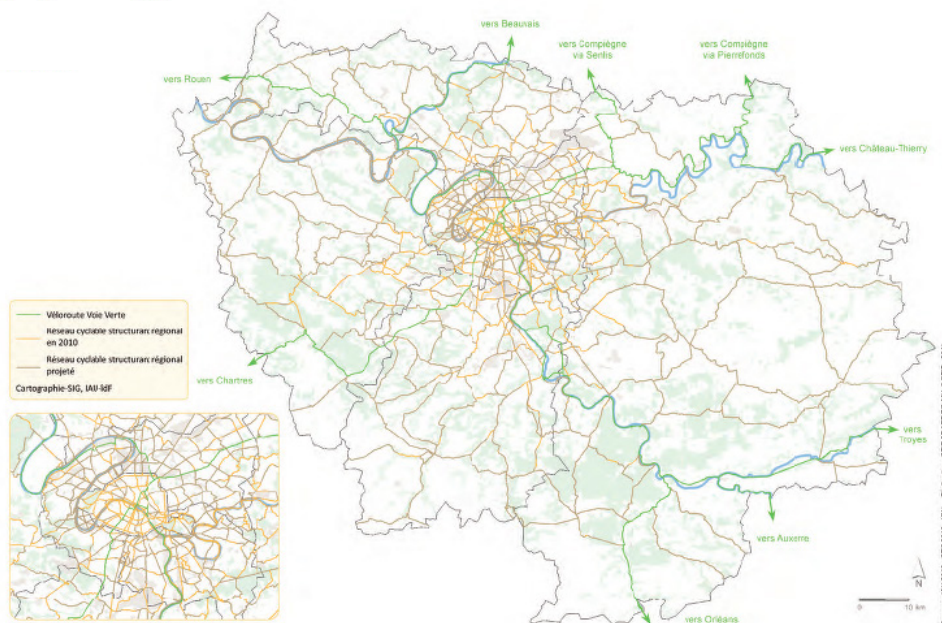 vers Beauvais
vers Compiègne
via Senlis
vers Compiègne
via Pierrefonds
vers Rouen
vers Château-Thierry
Véloroute Voie Verte
Réseau cyclable structurant régional
en 2010
Réseau cyclable structurant régional
projeté
Cartographie-SIG, IAU-îdF
vers Chartres
vers
Troyes
vers Auxerre
vers Orléans
N
0 10 km